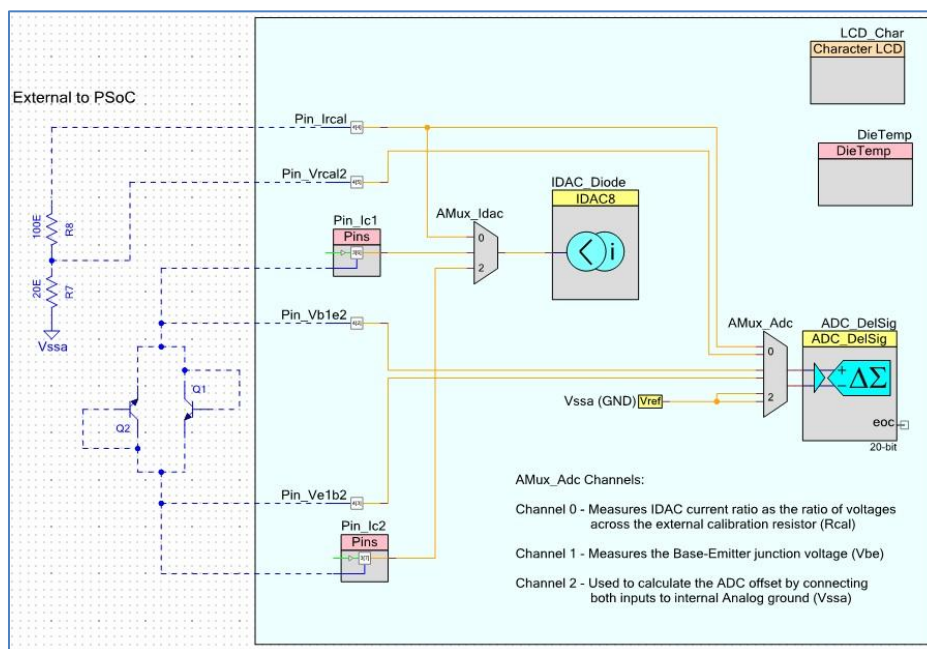 LCD_Char
Character LCD
External to PSoC
Pin_Ircal
DieTemp
DieTemp
Pin_Vrcal2
IDAC_Diode
IDAC8
AMux_Idac
Pin_Ic1
Pins
100E
R8
0
2
i
20E
R7
Pin_Vb1e2
AMux_Adc
ADC_DelSig
ADC_DelSig
Vssa
0
+
-
ΔΣ
Q1
Vssa (GND)
Vref
2
Q2
eoc
20-bit
AMux_Adc Channels:
Pin_Ve1b2
Channel 0 - Measures IDAC current ratio as the ratio of voltages
across the external calibration resistor (Rcal)
Pin_Ic2
Pins
Channel 1 - Measures the Base-Emitter junction voltage (Vbe)
Channel 2 - Used to calculate the ADC offset by connecting
both inputs to internal Analog ground (Vssa)